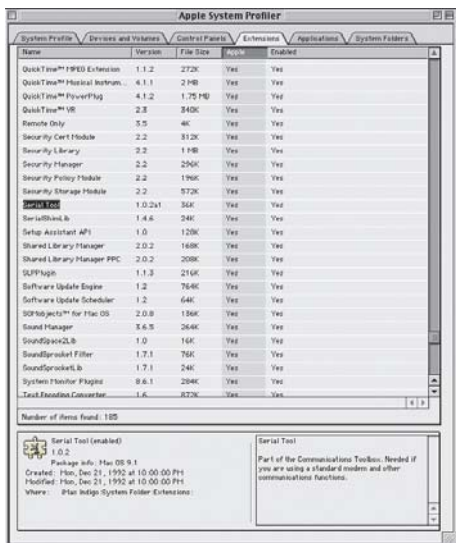 Apple System Profiler
System Profile Devices and Volumes Control Panels Extensions Applications System Folders
Name Version File Size Apple Enabled
QuickTime™ MPEG Extension 1.1.2 272K Yes Yes
QuickTime™ Musical Instrum... 4.1.1 2 MB Yes Yes
QuickTime™ PowerPlug 4.1.2 1.75 MB Yes Yes
QuickTime™ VR 2.3 340K Yes Yes
Remote Only 3.5 4K Yes Yes
Security Cert Module 2.2 312K Yes Yes
Security Library 2.2 1 MB Yes Yes
Security Manager 2.2 296K Yes Yes
Security Policy Module 2.2 196K Yes Yes
Security Storage Module 2.2 572K Yes Yes
Serial Tool 1.0.2a1 36K Yes Yes
SerialShimLib 1.4.6 24K Yes Yes
Setup Assistant API 1.0 128K Yes Yes
Shared Library Manager 2.0.2 168K Yes Yes
Shared Library Manager PPC 2.0.2 208K Yes Yes
SLPPlugin 1.1.3 216K Yes Yes
Software Update Engine 1.2 764K Yes Yes
Software Update Scheduler 1.2 64K Yes Yes
SOMobjects™ for Mac OS 2.0.8 136K Yes Yes
Sound Manager 3.6.5 264K Yes Yes
SoundSpace2Lib 1.0 16K Yes Yes
SoundSprocket Filter 1.7.1 76K Yes Yes
SoundSprocketLib 1.7.1 24K Yes Yes
System Monitor Plugins 8.6.1 284K Yes Yes
Text Encoding Converter 1.6 872K Yes Yes
Number of items found: 185
Serial Tool (enabled)
1.0.2
Package info: Mac OS 9.1
Created: Mon, Dec 21, 1992 at 10:00:00 PM
Modified: Mon, Dec 21, 1992 at 10:00:00 PM
Where: iMac Indigo:System Folder:Extensions:
Serial Tool
Part of the Communications Toolbox. Needed if
you are using a standard modem and other
communications functions.